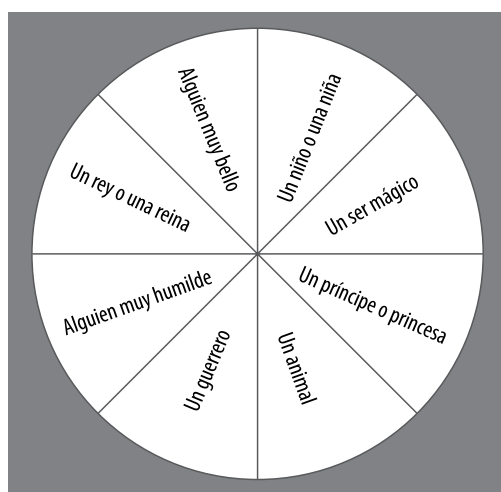 Un niño o una niña
Un ser mágico
Un príncipe o princesa
Un animal
Un guerrero
Alguien muy humilde
Un rey o una reina
Alguien muy bello